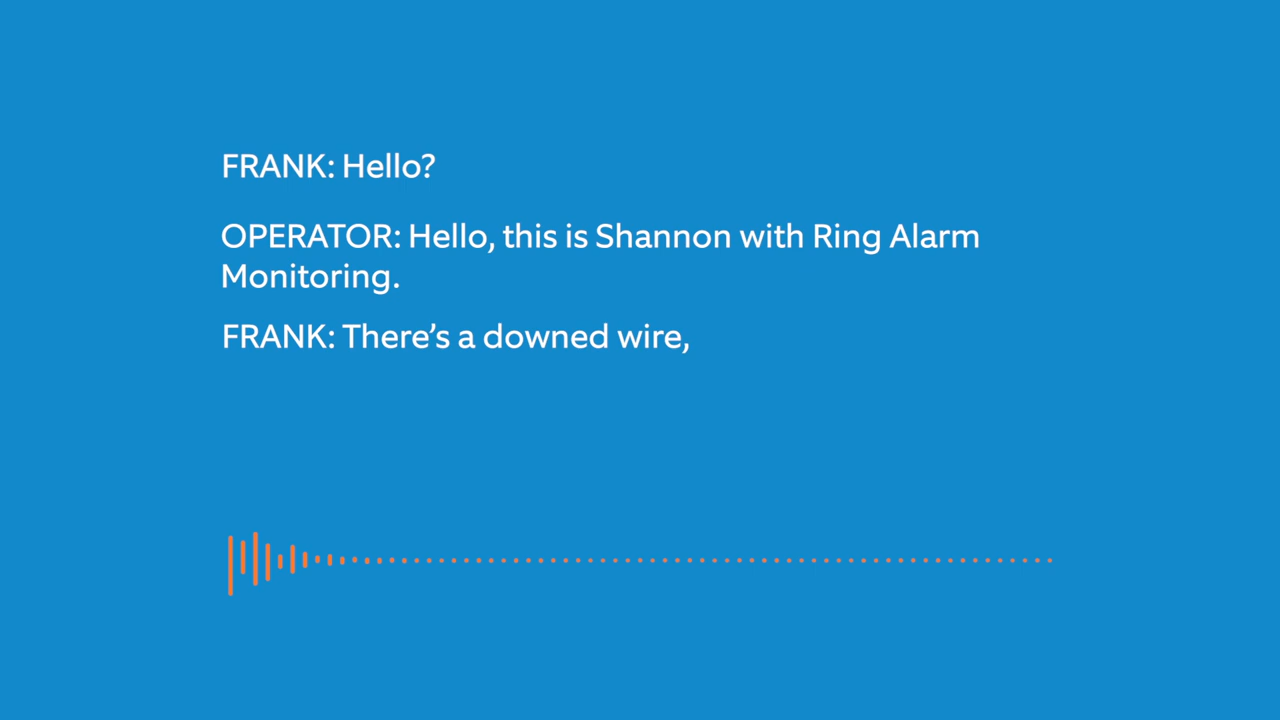 FRANK: Hello?
OPERATOR: Hello, this is Shannon with Ring Alarm
Monitoring.
FRANK: There’s a downed wire,